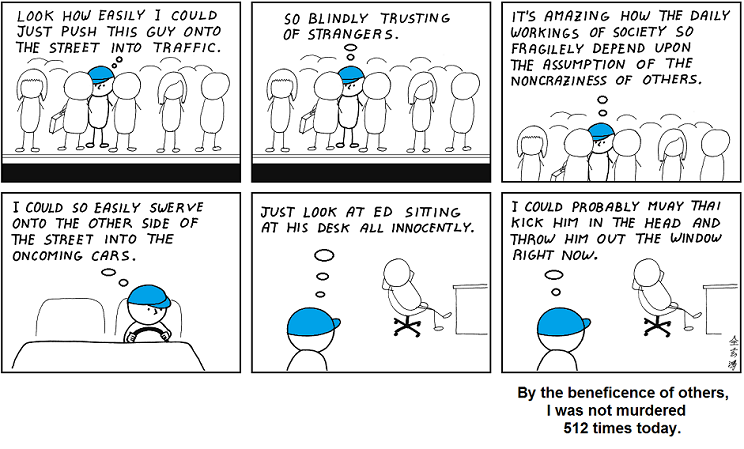 LOOK HOW EASILY I COULD
JUST PUSH THIS GUY ONTO
THE STREET INTO TRAFFIC.
SO BLINDLY TRUSTING
OF STRANGERS.
IT'S AMAZING HOW THE DAILY
WORKINGS OF SOCIETY SO
FRAGILELY DEPEND UPON
THE ASSUMPTION OF THE
NONCRAZINESS OF OTHERS.
I COULD SO EASILY SWERVE
ONTO THE OTHER SIDE OF
THE STREET INTO THE
ONCOMING CARS.
JUST LOOK AT ED SITTING
AT HIS DESK ALL INNOCENTLY.
I COULD PROBABLY MUAY THAI
KICK HIM IN THE HEAD AND
THROW HIM OUT THE WINDOW
RIGHT NOW.
By the beneficence of others,
I was not murdered
512 times today.